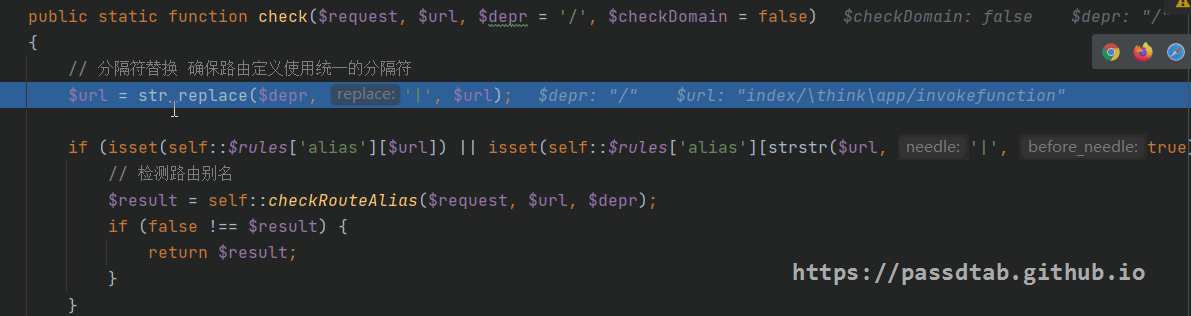 public static function check($request, $url, $depr = '/', $checkDomain = false)  $checkDomain: false  $depr: "/"
{
// 分隔符替换 确保路由定义使用统一的分隔符
$url = str_replace($depr, replace: '|', $url);  $depr: "/"  $url: "index/\think\app/invokefunction"
if (isset(self::$rules['alias'][$url]) || isset(self::$rules['alias'][strstr($url, needle: '|', before_needle: true)
// 检测路由别名
$result = self::checkRouteAlias($request, $url, $depr);
if (false !== $result) {
return $result;
}
}
https://passdtab.github.io